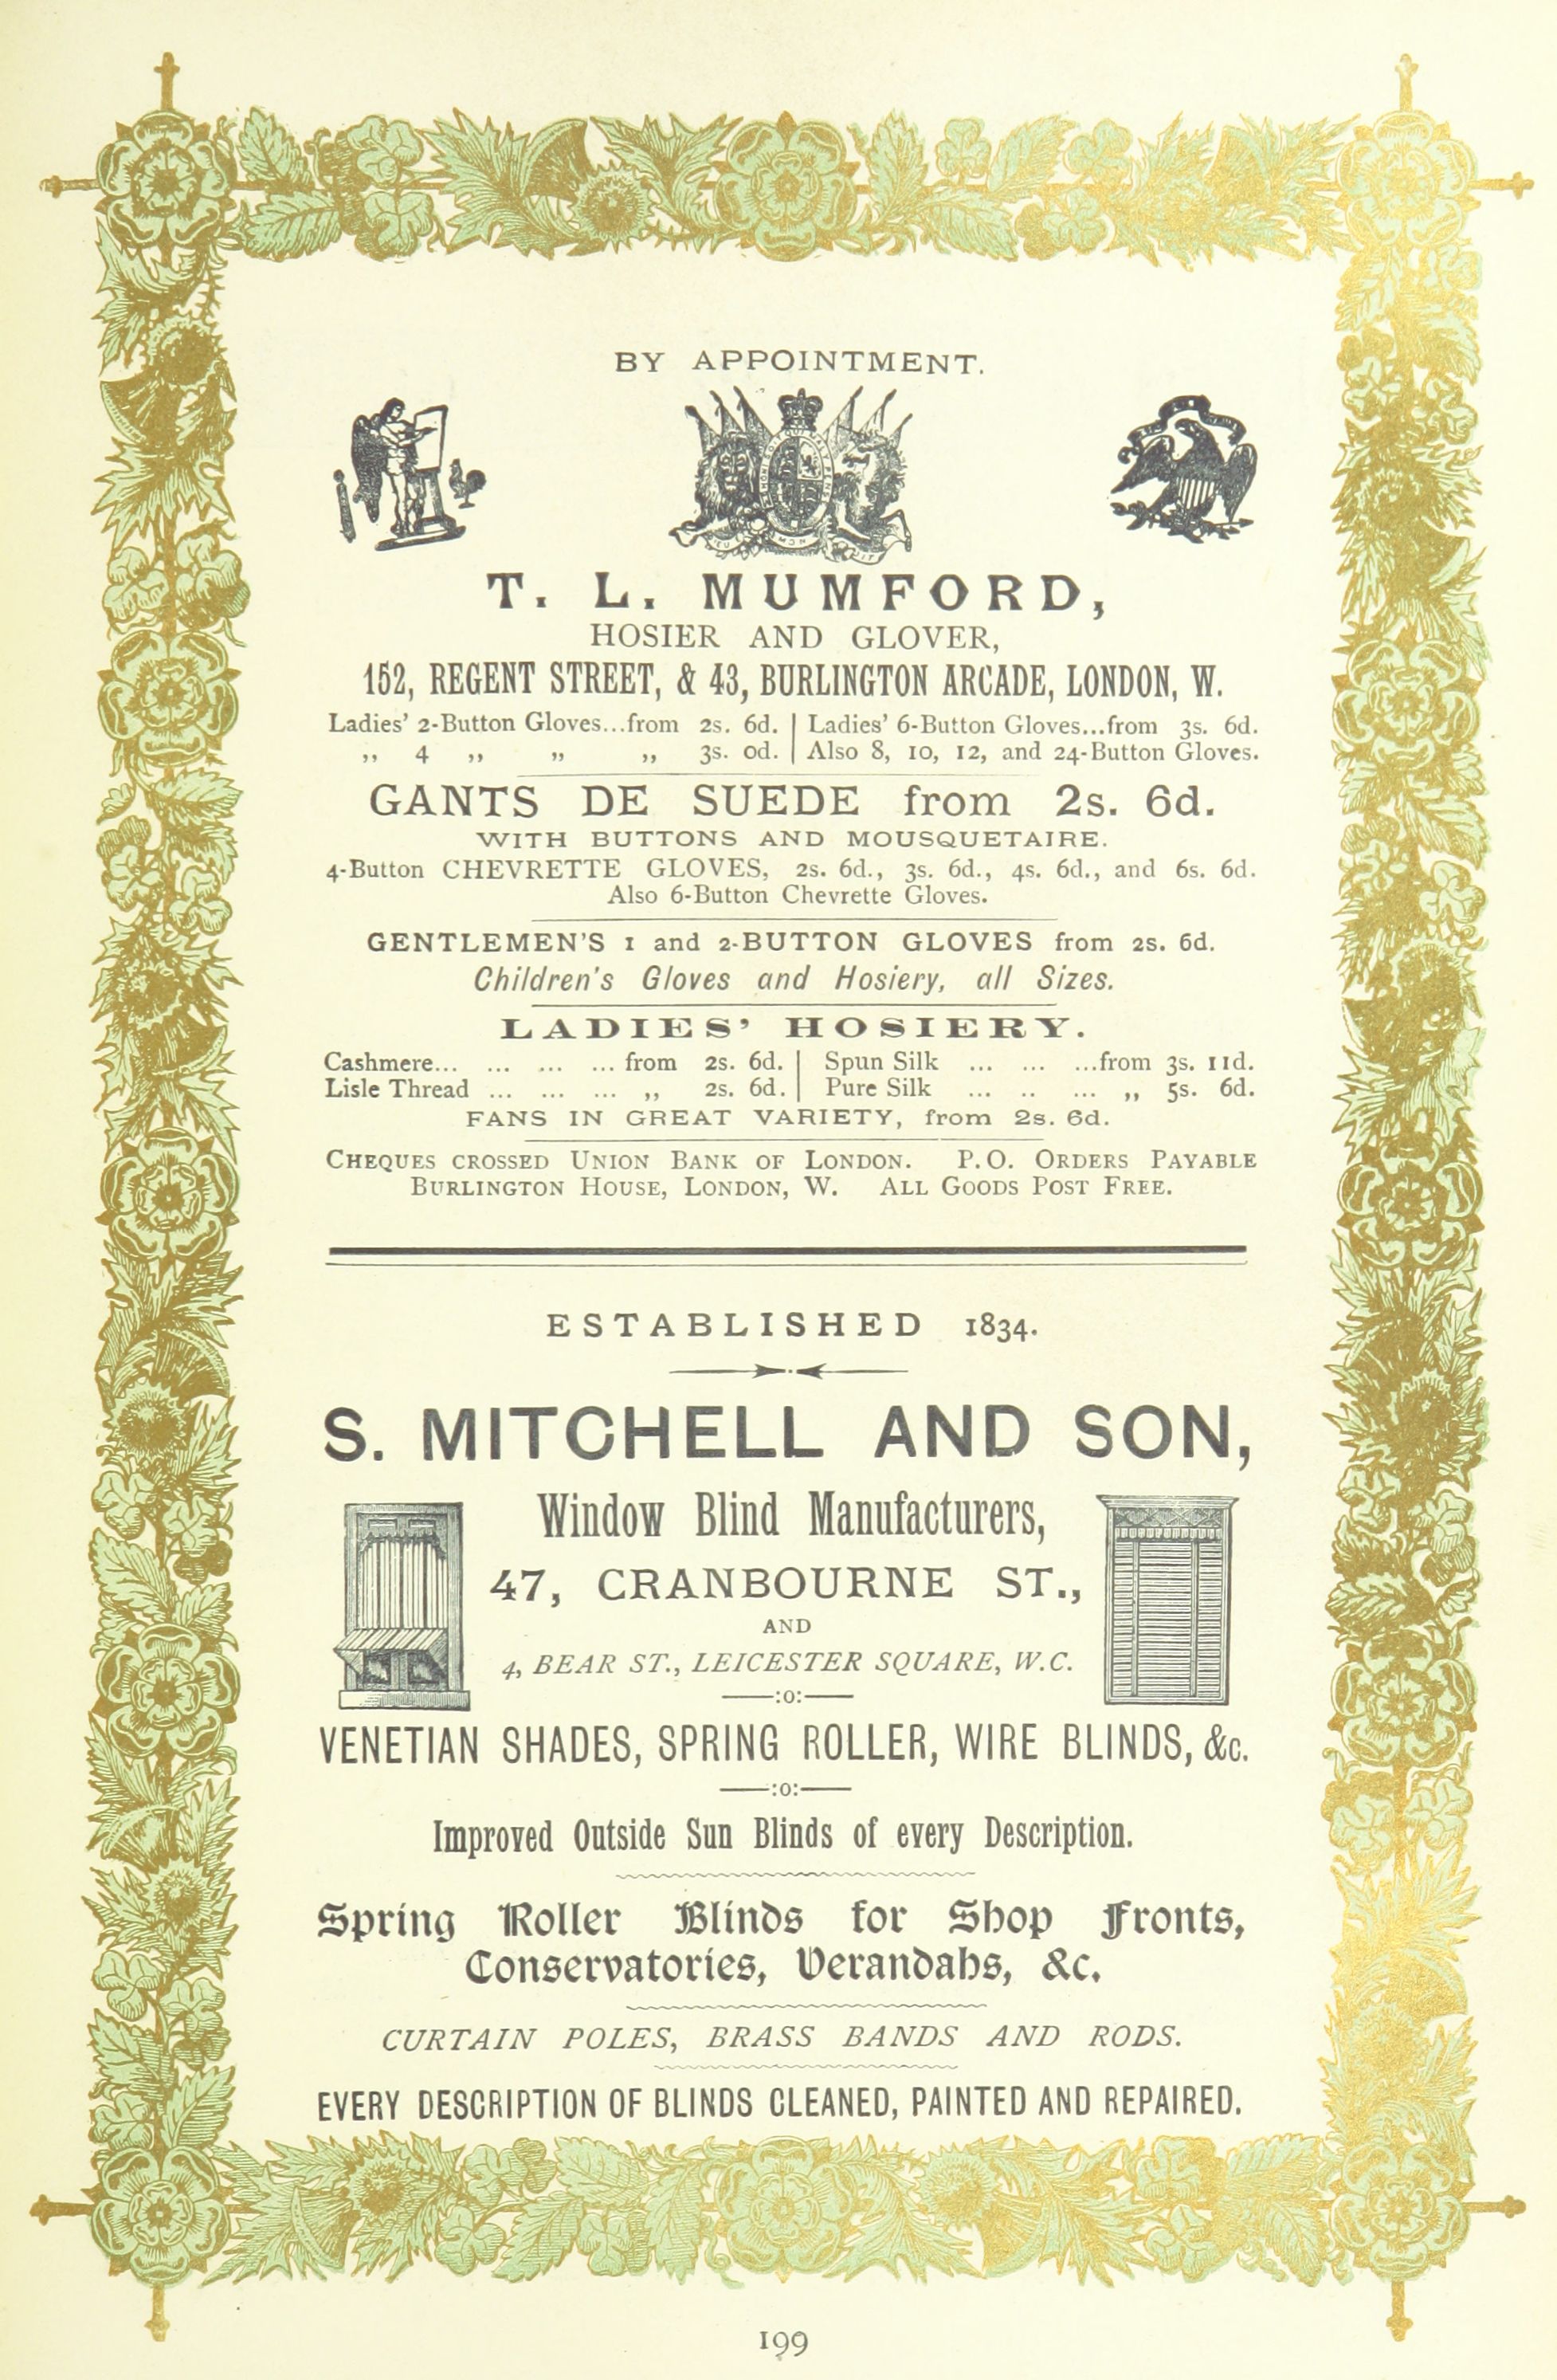 BY APPOINTMENT.
T. L. MUMFORD,
HOSIER AND GLOVER,
152, REGENT STREET, & 43, BURLINGTON ARCADE, LONDON, W.
Ladies' 2-Button Gloves...from 2s. 6d. | Ladies' 6-Button Gloves...from 3s. 6d.
,, 4 ,, ,, ,, 3s. 0d. | Also 8, 10, 12, and 24-Button Gloves.
GANTS DE SUEDE from 2s. 6d.
WITH BUTTONS AND MOUSQUETAIRE.
4-Button CHEVRETTE GLOVES, 2s. 6d., 3s. 6d., 4s. 6d., and 6s. 6d.
Also 6-Button Chevrette Gloves.
GENTLEMEN'S 1 and 2-BUTTON GLOVES from 2s. 6d.
Children's Gloves and Hosiery, all Sizes.
LADIES' HOSIERY.
Cashmere... ... ... ... from 2s. 6d. | Spun Silk ... ... ...from 3s. 11d.
Lisle Thread ... ... ... ,, 2s. 6d. | Pure Silk ... .. ... ,, 5s. 6d.
FANS IN GREAT VARIETY, from 2s. 6d.
CHEQUES CROSSED UNION BANK OF LONDON. P.O. ORDERS PAYABLE
BURLINGTON HOUSE, LONDON, W. ALL GOODS POST FREE.
ESTABLISHED 1834.
S. MITCHELL AND SON,
Window Blind Manufacturers,
47, CRANBOURNE ST.,
AND
4, BEAR ST., LEICESTER SQUARE, W.C.
:o:
VENETIAN SHADES, SPRING ROLLER, WIRE BLINDS, &c.
:o:
Improved Outside Sun Blinds of every Description.
Spring Roller Blinds for Shop Fronts,
Conservatories, Verandahs, &c.
CURTAIN POLES, BRASS BANDS AND RODS.
EVERY DESCRIPTION OF BLINDS CLEANED, PAINTED AND REPAIRED.
199